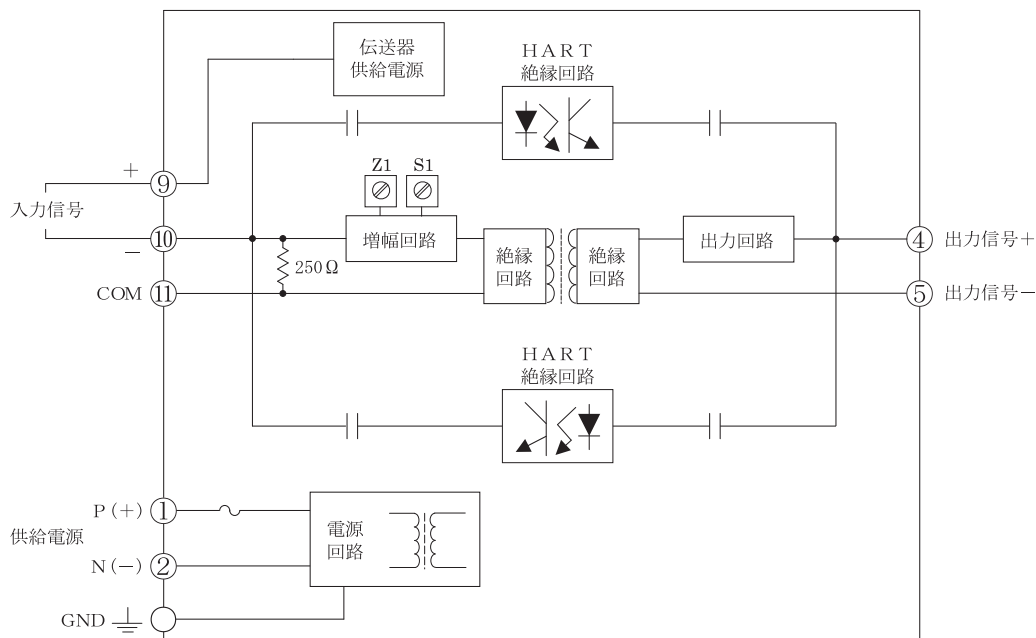 伝送器
供給電源
ＨＡＲＴ
絶縁回路
Z1
S1
＋
⑨
入力信号
⑩
−
増幅回路
250Ω
COM
⑪
絶縁
回路
絶縁
回路
出力回路
④
出力信号＋
⑤
出力信号−
ＨＡＲＴ
絶縁回路
P(＋)
①
供給電源
N(−)
②
電源
回路
GND